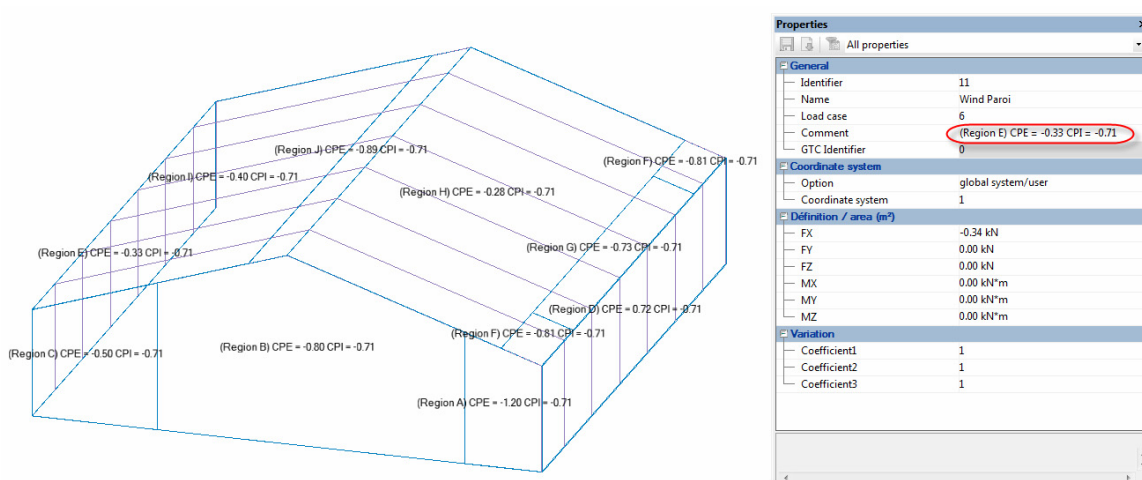 (Region J) CPE = -0.89 CPI = -0.71
(Region F) CPE = -0.81 CPI = -0.71
(Region I) CPE = -0.40 CPI = -0.71
(Region H) CPE = -0.28 CPI = -0.71
(Region E) CPE = -0.33 CPI = -0.71
(Region G) CPE = -0.73 CPI = -0.71
(Region D) CPE = 0.72 CPI = -0.71
(Region F) CPE = -0.81 CPI = -0.71
(Region C) CPE = -0.50 CPI = -0.71
(Region B) CPE = -0.80 CPI = -0.71
(Region A) CPE = -1.20 CPI = -0.71
Properties
All properties
General
Identifier 11
Name Wind Paroi
Load case 6
Comment (Region E) CPE = -0.33 CPI = -0.71
GTC Identifier 0
Coordinate system
Option global system/user
Coordinate system 1
Définition / area (m²)
FX -0.34 kN
FY 0.00 kN
FZ 0.00 kN
MX 0.00 kN*m
MY 0.00 kN*m
MZ 0.00 kN*m
Variation
Coefficient1 1
Coefficient2 1
Coefficient3 1